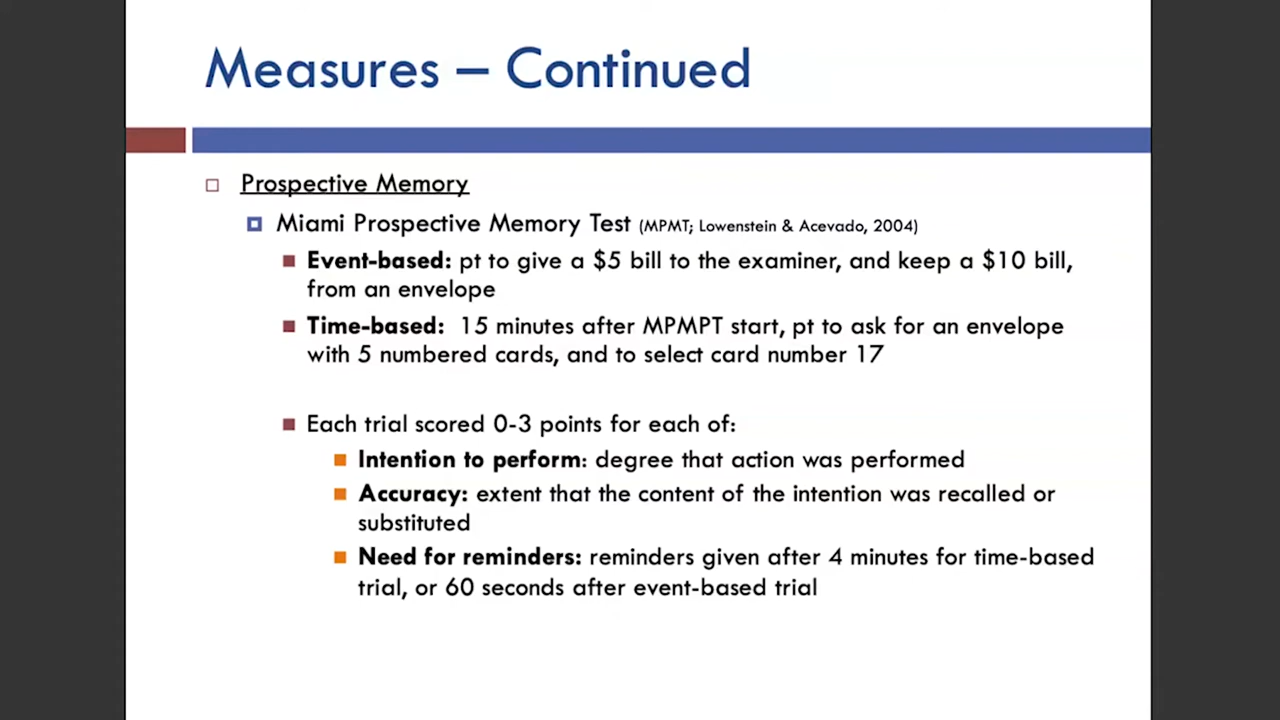 Measures – Continued
Prospective Memory
Miami Prospective Memory Test (MPMT; Lowenstein & Acevado, 2004)
Event-based: pt to give a $5 bill to the examiner, and keep a $10 bill,
from an envelope
Time-based: 15 minutes after MPMPT start, pt to ask for an envelope
with 5 numbered cards, and to select card number 17
Each trial scored 0-3 points for each of:
Intention to perform: degree that action was performed
Accuracy: extent that the content of the intention was recalled or
substituted
Need for reminders: reminders given after 4 minutes for time-based
trial, or 60 seconds after event-based trial